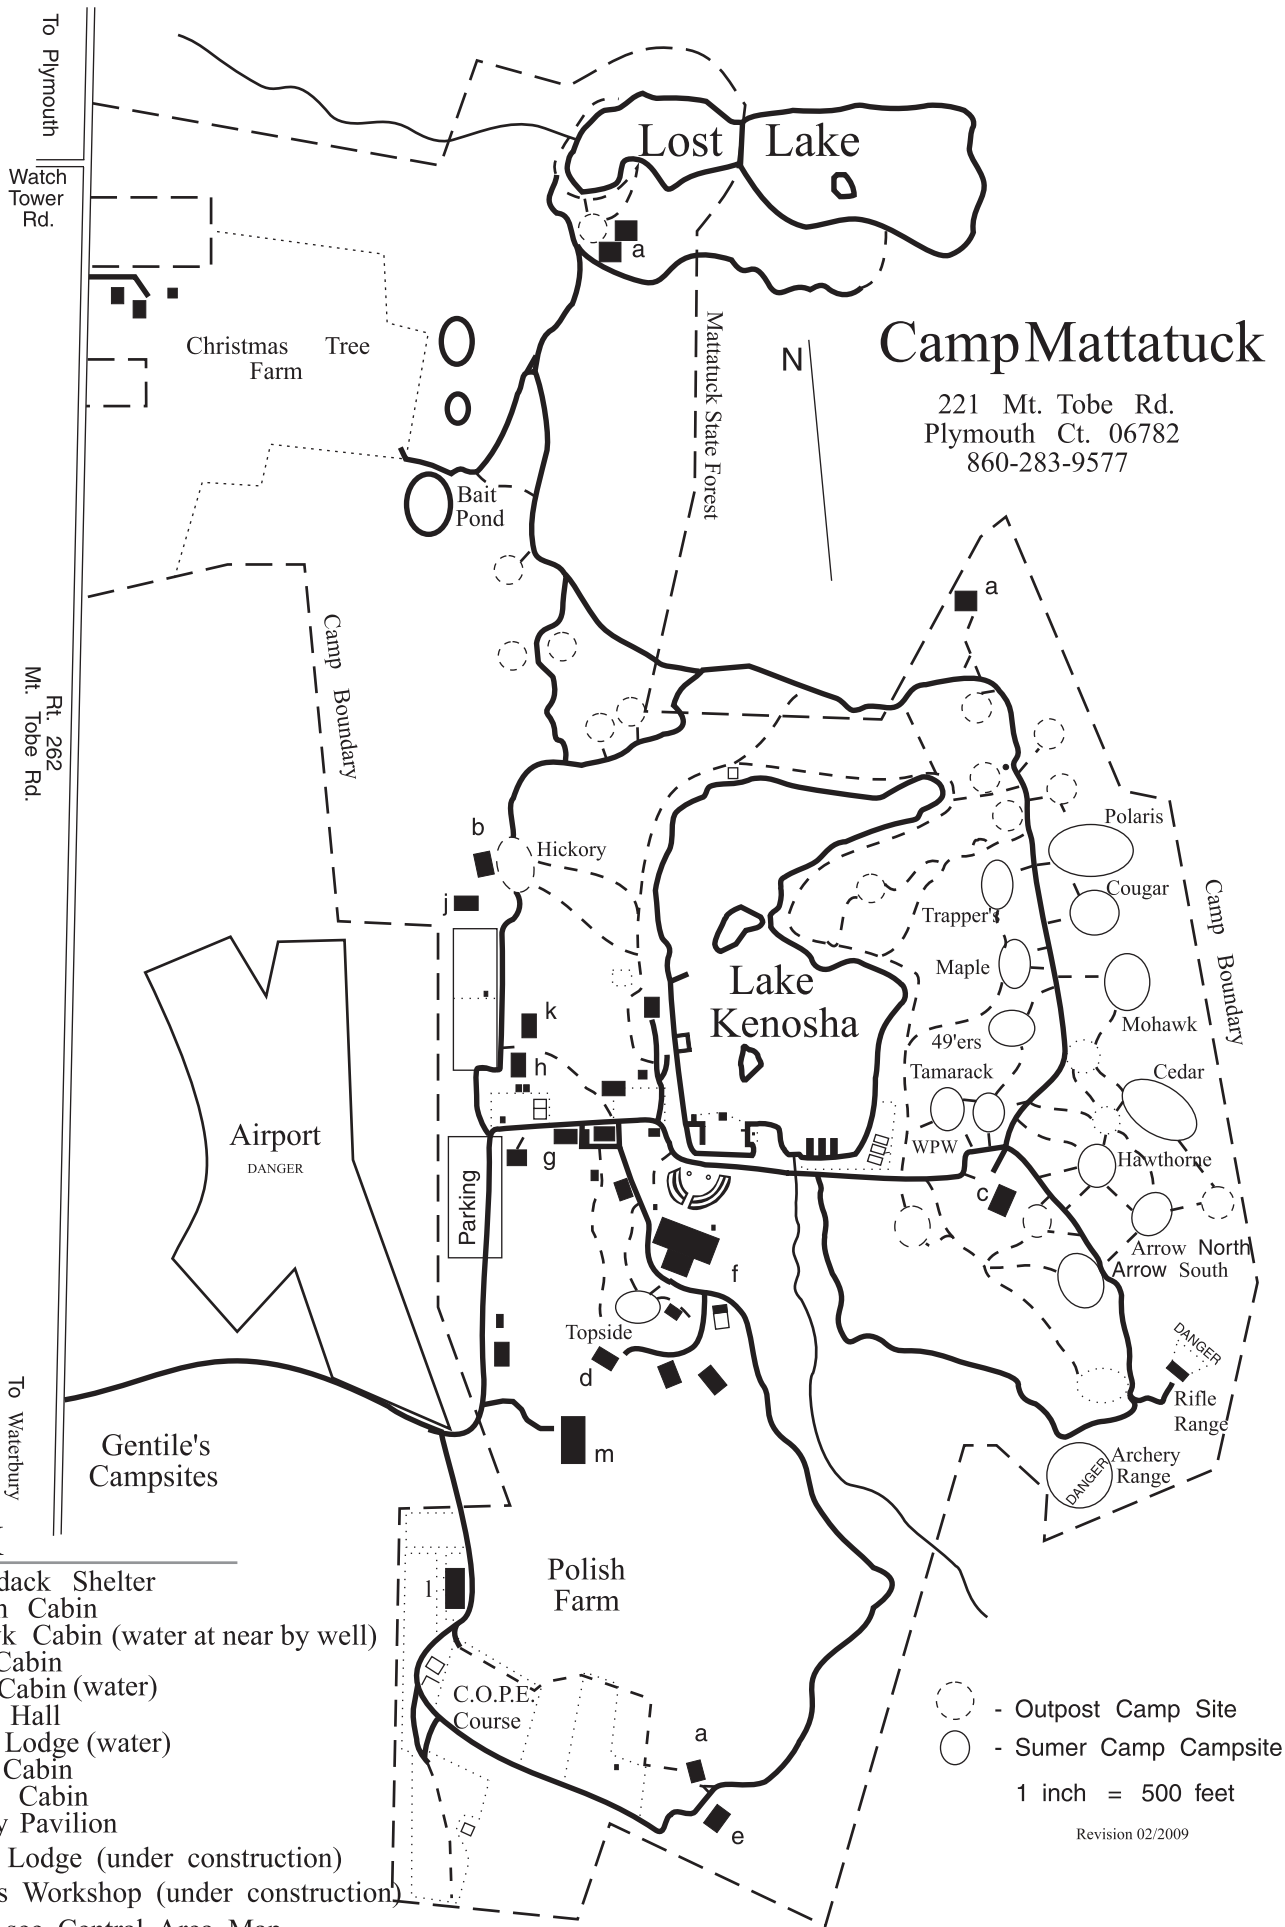 To Plymouth
Watch
Tower
Rd.
Lost Lake
a
Christmas Tree
Farm
Mattatuck State Forest
N
Camp Mattatuck
221 Mt. Tobe Rd.
Plymouth Ct. 06782
860-283-9577
Bait
Pond
a
Camp Boundary
Rt. 262
Mt. Tobe Rd.
Polaris
b
Hickory
Cougar
j
Trapper's
Camp Boundary
Maple
Lake
Kenosha
Mohawk
k
49'ers
h
Tamarack
Cedar
Airport
DANGER
WPW
g
Hawthorne
Parking
c
Arrow North
Arrow South
f
Topside
d
DANGER
Rifle
Range
To Waterbury
Gentile's
Campsites
m
Archery
Range
DANGER
Polish
Farm
l
dack Shelter
n Cabin
k Cabin (water at near by well)
Cabin
Cabin (water)
Hall
Lodge (water)
Cabin
Cabin
y Pavilion
Lodge (under construction)
s Workshop (under construction)
see Central Area Map
C.O.P.E.
Course
a
e
- Outpost Camp Site
- Sumer Camp Campsite
1 inch = 500 feet
Revision 02/2009